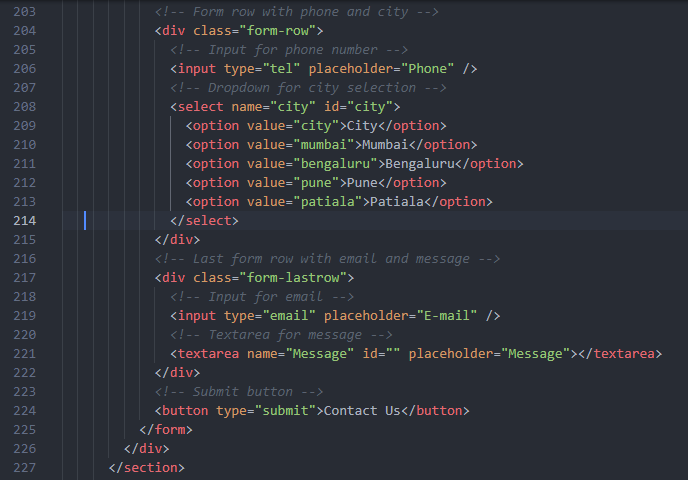 203 <!-- Form row with phone and city -->
204 <div class="form-row">
205 <!-- Input for phone number -->
206 <input type="tel" placeholder="Phone" />
207 <!-- Dropdown for city selection -->
208 <select name="city" id="city">
209 <option value="city">City</option>
210 <option value="mumbai">Mumbai</option>
211 <option value="bengaluru">Bengaluru</option>
212 <option value="pune">Pune</option>
213 <option value="patiala">Patiala</option>
214 </select>
215 </div>
216 <!-- Last form row with email and message -->
217 <div class="form-lastrow">
218 <!-- Input for email -->
219 <input type="email" placeholder="E-mail" />
220 <!-- Textarea for message -->
221 <textarea name="Message" id="" placeholder="Message"></textarea>
222 </div>
223 <!-- Submit button -->
224 <button type="submit">Contact Us</button>
225 </form>
226 </div>
227 </section>